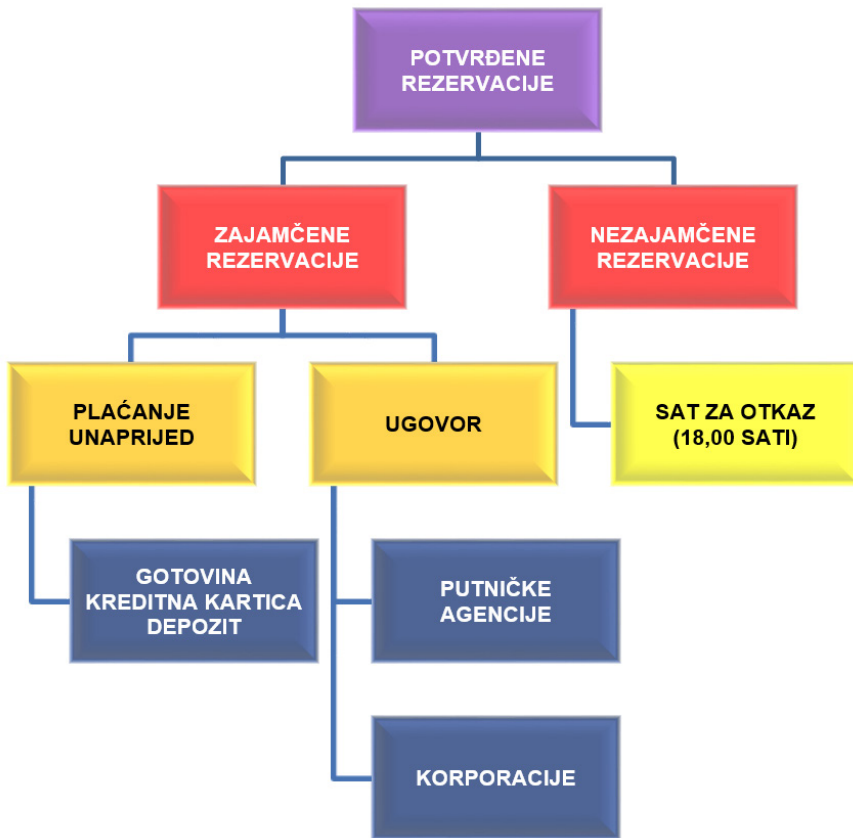 POTVRĐENE
REZERVACIJE
ZAJAMČENE
REZERVACIJE
NEZAJAMČENE
REZERVACIJE
PLAĆANJE
UNAPRIJED
UGOVOR
SAT ZA OTKAZ
(18,00 SATI)
GOTOVINA
KREDITNA KARTICA
DEPOZIT
PUTNIČKE
AGENCIJE
KORPORACIJE